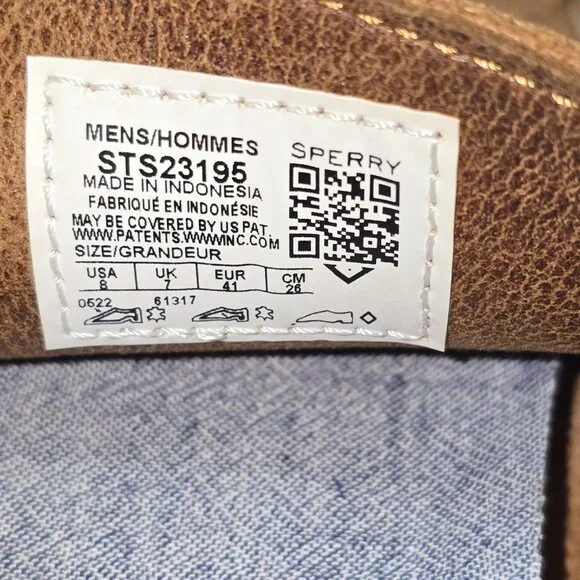 MENS/HOMMES
STS23195
SPERRY
MADE IN INDONESIA
FABRIQUÉ EN INDONÉSIE
MAY BE COVERED BY US PAT.
WWW.PATENTS.WWWINC.COM
SIZE/GRANDEUR
USA UK EUR CM
8 7 41 26
0522 61317